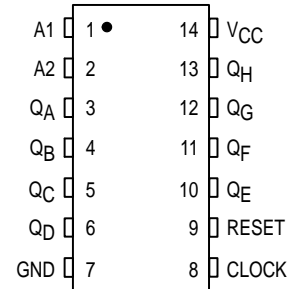 A1 1 14 VCC
A2 2 13 QH
QA 3 12 QG
QB 4 11 QF
QC 5 10 QE
QD 6 9 RESET
GND 7 8 CLOCK